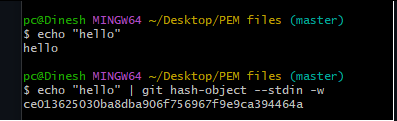 pc@Dinesh MINGW64 ~/Desktop/PEM files (master)
$ echo "hello"
hello
pc@Dinesh MINGW64 ~/Desktop/PEM files (master)
$ echo "hello" | git hash-object --stdin -w
ce013625030ba8dba906f756967f9e9ca394464a